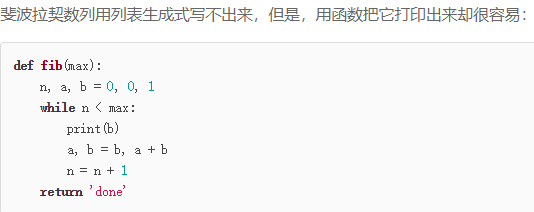 斐波拉契数列用列表生成式写不出来，但是，用函数把它打印出来却很容易：
def fib(max):
    n, a, b = 0, 0, 1
    while n < max:
        print(b)
        a, b = b, a + b
        n = n + 1
    return 'done'